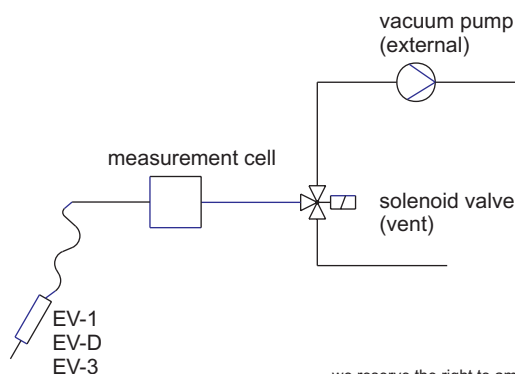 vacuum pump
(external)
measurement cell
solenoid valve
(vent)
EV-1
EV-D
EV-3
we reserve the right to